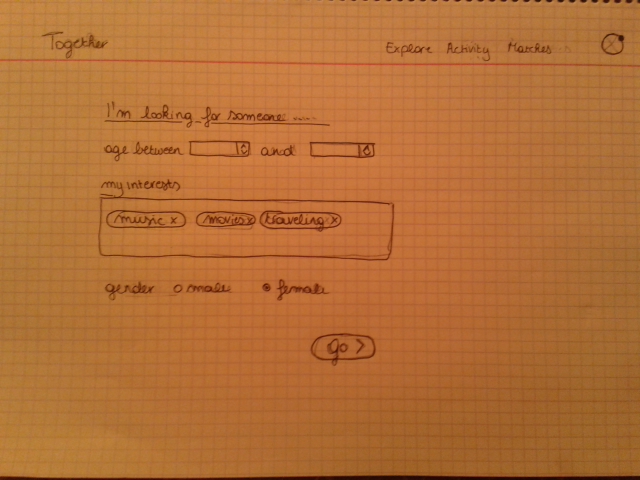 Together Explore Activity Matches
I'm looking for someone .....
age between and
my interests
music x movies x traveling x
gender male female
go >